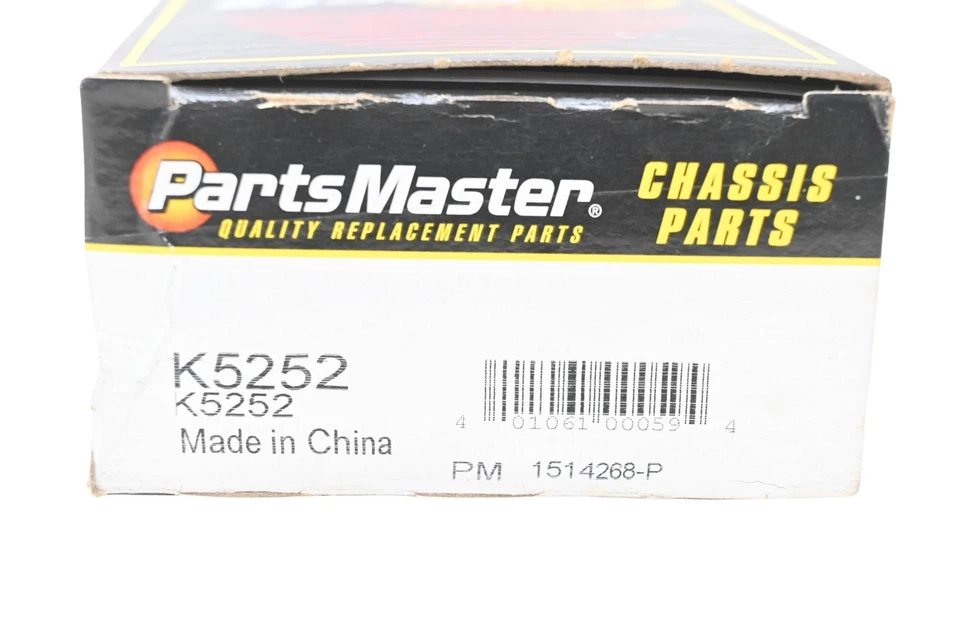 PartsMaster®
QUALITY REPLACEMENT PARTS
CHASSIS
PARTS
K5252
K5252
Made in China
4 01061 00059 4
PM 1514268-P